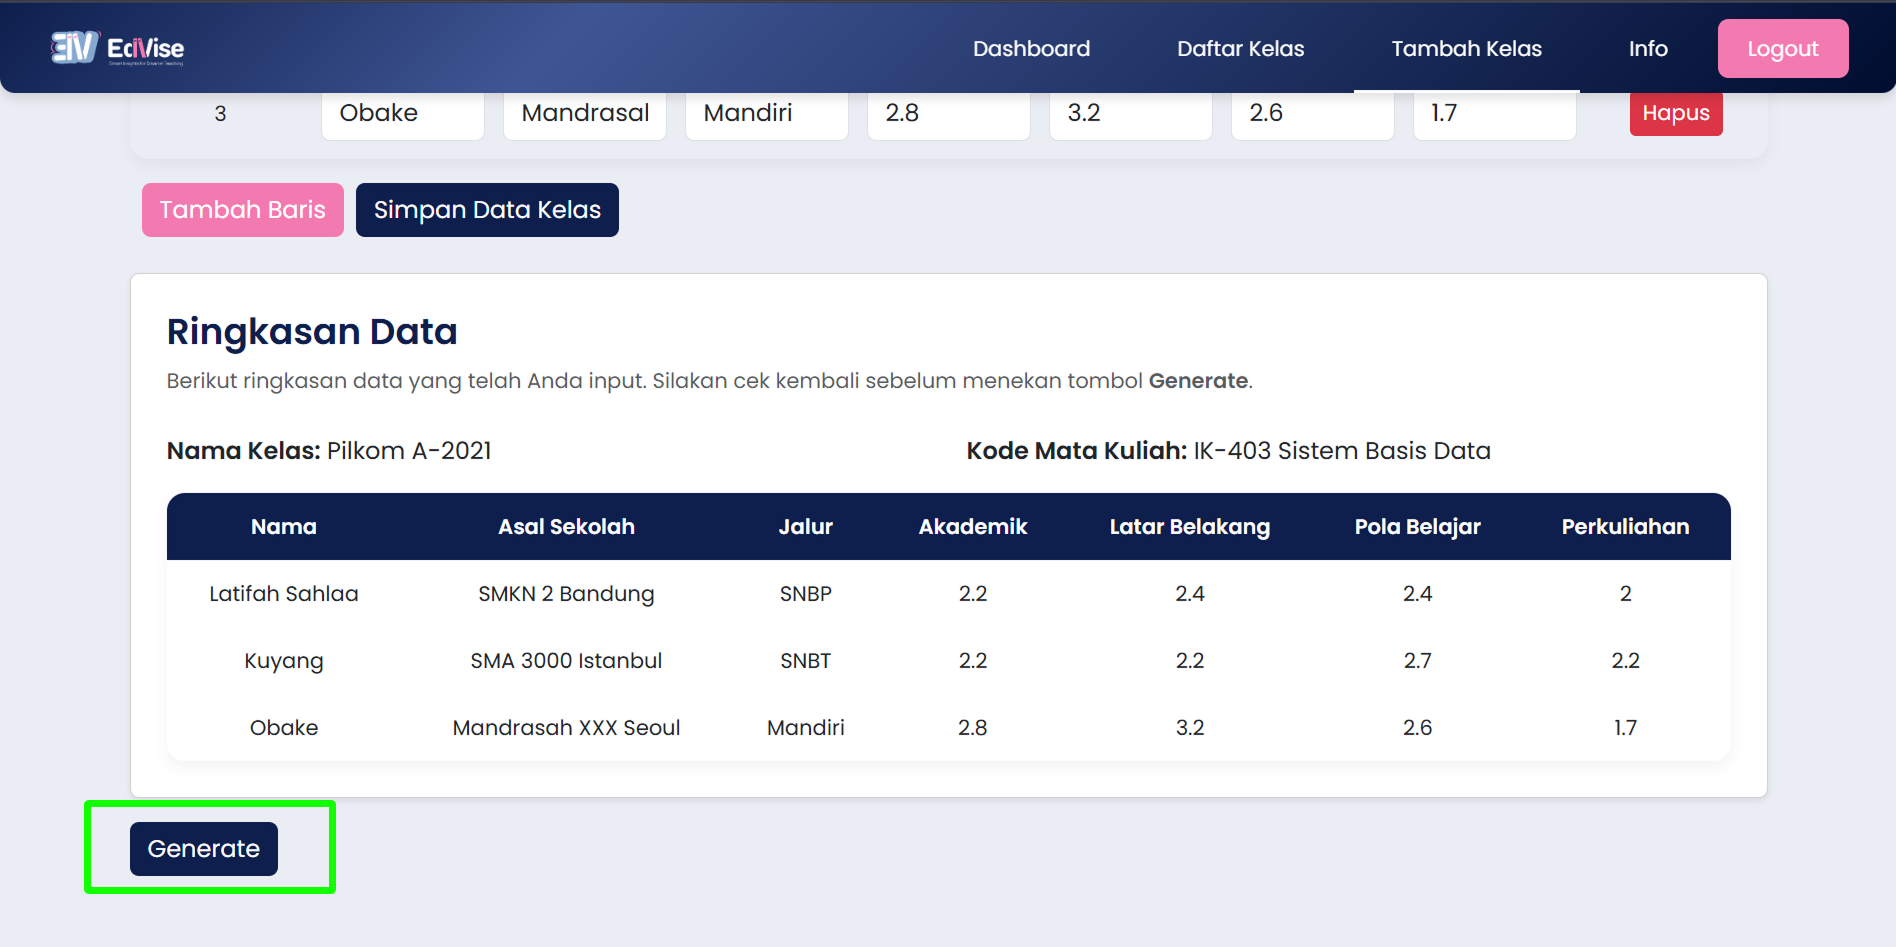 EdVise
Smart Insights for Smarter Teaching
Dashboard
Daftar Kelas
Tambah Kelas
Info
Logout
3
Obake
Mandrasal
Mandiri
2.8
3.2
2.6
1.7
Hapus
Tambah Baris
Simpan Data Kelas
Ringkasan Data
Berikut ringkasan data yang telah Anda input. Silakan cek kembali sebelum menekan tombol Generate.
Nama Kelas: Pilkom A-2021
Kode Mata Kuliah: IK-403 Sistem Basis Data
Nama Asal Sekolah Jalur Akademik Latar Belakang Pola Belajar Perkuliahan
Latifah Sahlaa SMKN 2 Bandung SNBP 2.2 2.4 2.4 2
Kuyang SMA 3000 Istanbul SNBT 2.2 2.2 2.7 2.2
Obake Mandrasah XXX Seoul Mandiri 2.8 3.2 2.6 1.7
Generate